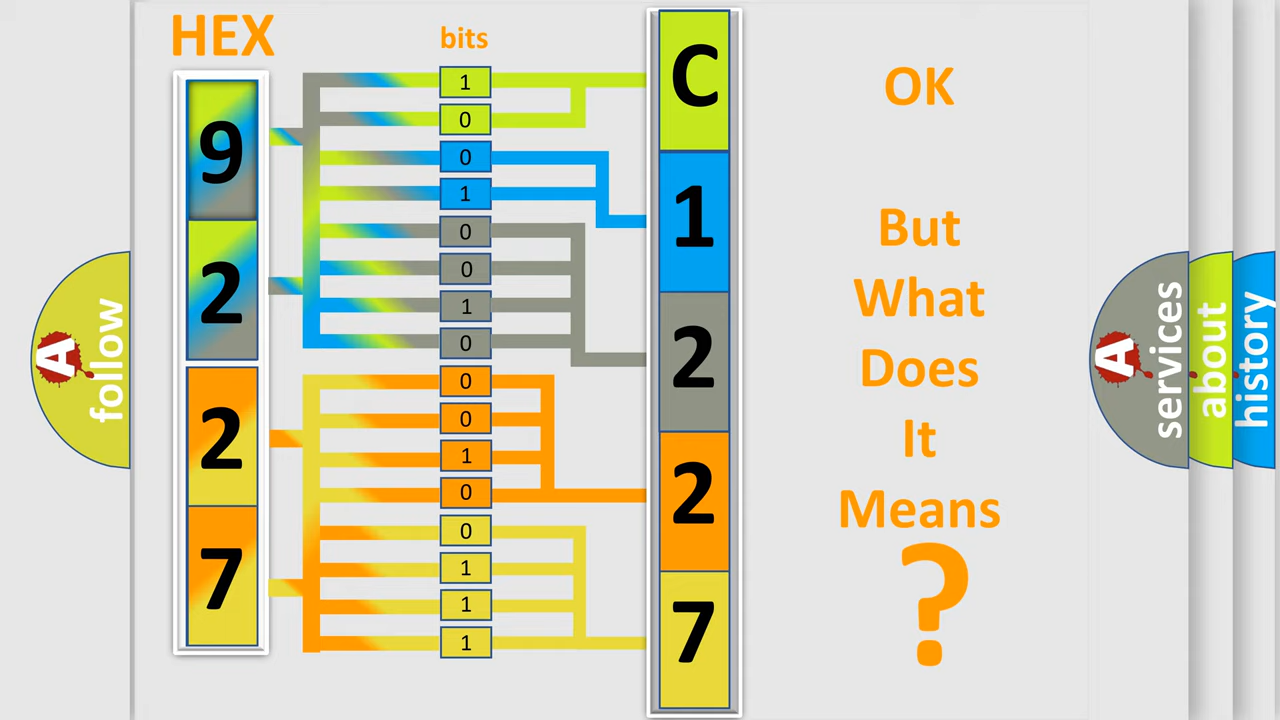 HEX
bits
9
2
2
7
1
0
0
1
0
0
1
0
0
0
1
0
0
1
1
1
C
1
2
2
7
OK
But
What
Does
It
Means
?
A
follow
A
services
about
history